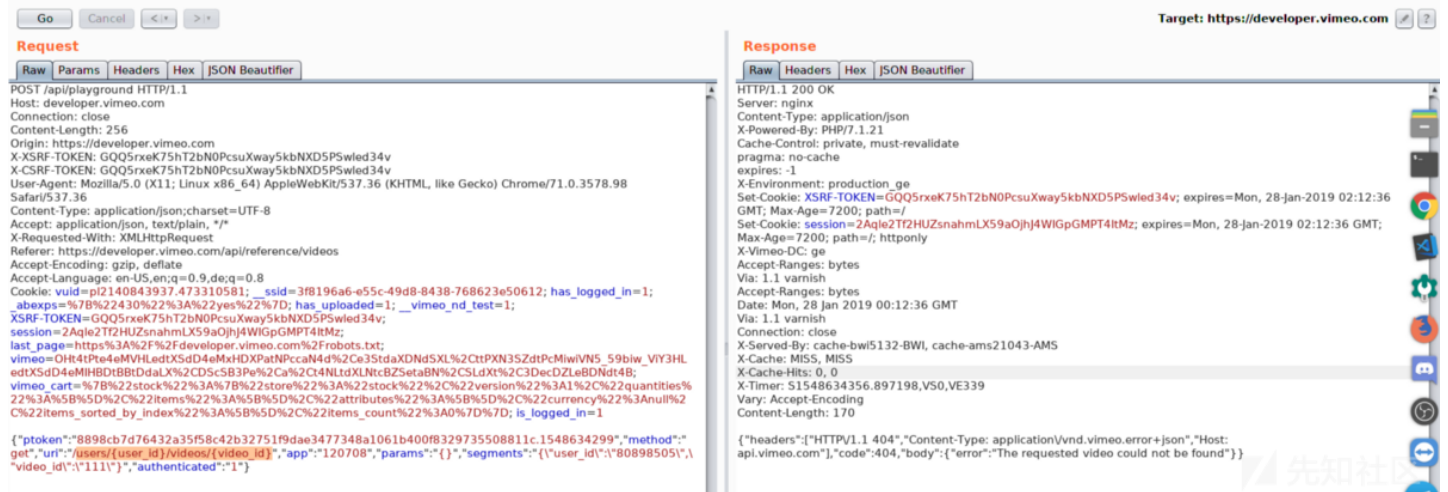 Go Cancel < >
Target: https://developer.vimeo.com ?
Request
Raw Params Headers Hex JSON Beautifier
POST /api/playground HTTP/1.1
Host: developer.vimeo.com
Connection: close
Content-Length: 256
Origin: https://developer.vimeo.com
X-XSRF-TOKEN: GQQ5rxeK75hT2bN0PcsuXway5kbNXD5PSwled34v
X-CSRF-TOKEN: GQQ5rxeK75hT2bN0PcsuXway5kbNXD5PSwled34v
User-Agent: Mozilla/5.0 (X11; Linux x86_64) AppleWebKit/537.36 (KHTML, like Gecko) Chrome/71.0.3578.98
Safari/537.36
Content-Type: application/json;charset=UTF-8
Accept: application/json, text/plain, */*
X-Requested-With: XMLHttpRequest
Referer: https://developer.vimeo.com/api/reference/videos
Accept-Encoding: gzip, deflate
Accept-Language: en-US,en;q=0.9,de;q=0.8
Cookie: vuid=pl2140843937.473310581; __ssid=3f8196a6-e55c-49d8-8438-768623e50612; has_logged_in=1;
_abexps=%7B%22430%22%3A%22yes%22%7D; has_uploaded=1; __vimeo_nd_test=1;
XSRF-TOKEN=GQQ5rxeK75hT2bN0PcsuXway5kbNXD5PSwled34v;
session=2Aqle2Tf2HUZsnahmLX59aOjhJ4WIGpGMPT4ItMz;
last_page=https%3A%2F%2Fdeveloper.vimeo.com%2Frobots.txt;
vimeo=OHt4tPte4eMVHLedtXSdD4eMxHDXPatNPccaN4d%2Ce3StdaXDNdSXL%2CttPXN3SZdtPcMiwiVN5_59biw_ViY3HL
edtXSdD4eMIHBDtBBtDdaLX%2CDScSB3Pe%2Ca%2Ct4NLtdXLNtcBZSetaBN%2CSLdXt%2C3DecDZLeBDNdt4B;
vimeo_cart=%7B%22stock%22%3A%7B%22store%22%3A%22stock%22%2C%22version%22%3A1%2C%22quantities%
22%3A%5B%5D%2C%22items%22%3A%5B%5D%2C%22attributes%22%3A%5B%5D%2C%22currency%22%3Anull%2
C%22items_sorted_by_index%22%3A%5B%5D%2C%22items_count%22%3A0%7D%7D; is_logged_in=1
{"ptoken":"8898cb7d76432a35f58c42b32751f9dae3477348a1061b400f8329735508811c.1548634299","method":"
get","uri":"/users/{user_id}/videos/{video_id}","app":"120708","params":"{}","segments":"{\"user_id\":\"80898505\",\
"video_id\":\"111\"}","authenticated":"1"}
Response
Raw Headers Hex JSON Beautifier
HTTP/1.1 200 OK
Server: nginx
Content-Type: application/json
X-Powered-By: PHP/7.1.21
Cache-Control: private, must-revalidate
pragma: no-cache
expires: -1
X-Environment: production_ge
Set-Cookie: XSRF-TOKEN=GQQ5rxeK75hT2bN0PcsuXway5kbNXD5PSwled34v; expires=Mon, 28-Jan-2019 02:12:36
GMT; Max-Age=7200; path=/
Set-Cookie: session=2Aqle2Tf2HUZsnahmLX59aOjhJ4WIGpGMPT4ItMz; expires=Mon, 28-Jan-2019 02:12:36 GMT;
Max-Age=7200; path=/; httponly
X-Vimeo-DC: ge
Accept-Ranges: bytes
Via: 1.1 varnish
Accept-Ranges: bytes
Date: Mon, 28 Jan 2019 00:12:36 GMT
Via: 1.1 varnish
Connection: close
X-Served-By: cache-bwi5132-BWI, cache-ams21043-AMS
X-Cache: MISS, MISS
X-Cache-Hits: 0, 0
X-Timer: S1548634356.897198,VS0,VE339
Vary: Accept-Encoding
Content-Length: 170
{"headers":["HTTP\/1.1 404","Content-Type: application\/vnd.vimeo.error+json","Host:
api.vimeo.com"],"code":404,"body":{"error":"The requested video could not be found"}}
先知社区